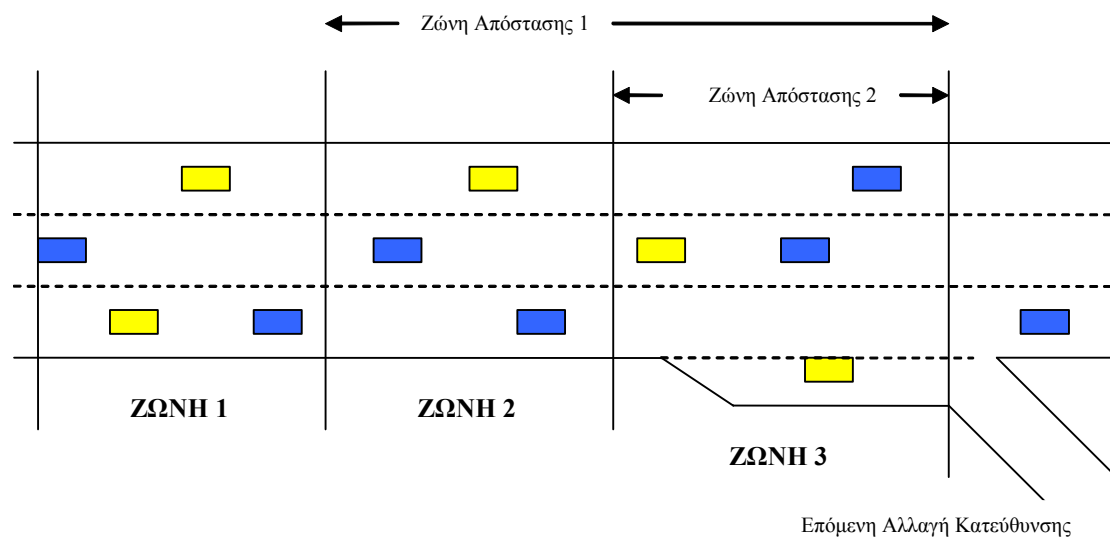 Ζώνη Απόστασης 1
Ζώνη Απόστασης 2
ΖΩΝΗ 1
ΖΩΝΗ 2
ΖΩΝΗ 3
Επόμενη Αλλαγή Κατεύθυνσης